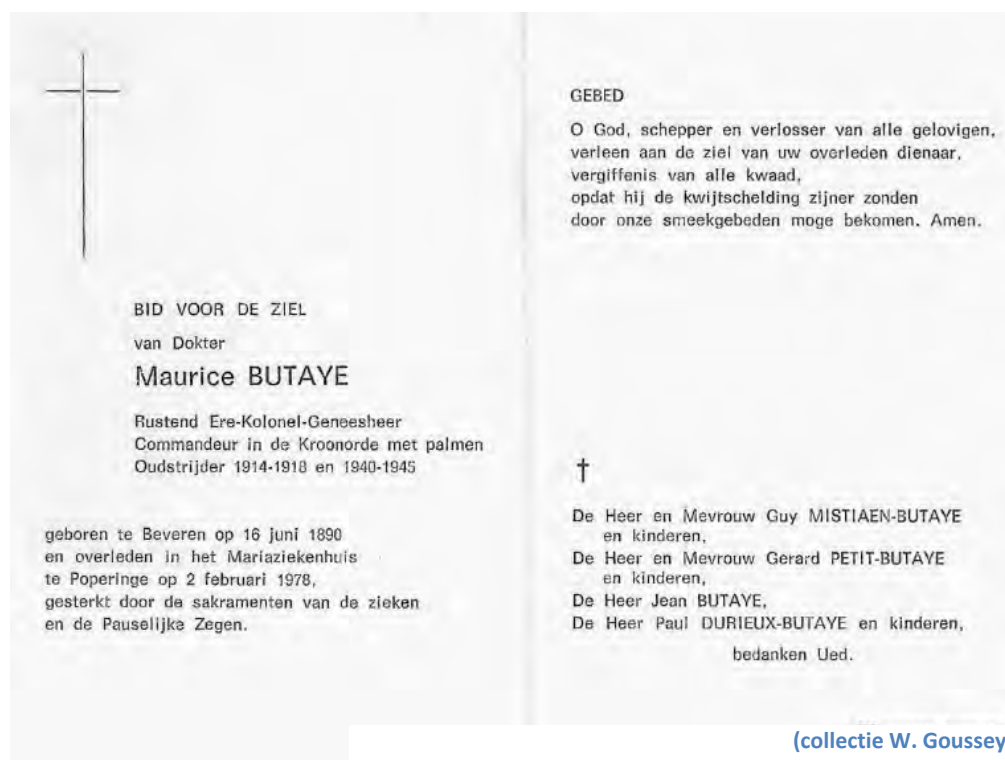 BID VOOR DE ZIEL
van Dokter
Maurice BUTAYE
Rustend Ere-Kolonel-Geneesheer
Commandeur in de Kroonorde met palmen
Oudstrijder 1914-1918 en 1940-1945
geboren te Beveren op 16 juni 1890
en overleden in het Mariaziekenhuis
te Poperinge op 2 februari 1978,
gesterkt door de sakramenten van de zieken
en de Pauselijke Zegen.
GEBED
O God, schepper en verlosser van alle gelovigen,
verleen aan de ziel van uw overleden dienaar,
vergiffenis van alle kwaad,
opdat hij de kwijtschelding zijner zonden
door onze smeekgebeden moge bekomen. Amen.
De Heer en Mevrouw Guy MISTIAEN-BUTAYE
en kinderen,
De Heer en Mevrouw Gerard PETIT-BUTAYE
en kinderen,
De Heer Jean BUTAYE,
De Heer Paul DURIEUX-BUTAYE en kinderen,
bedanken Ued.
(collectie W. Goussey